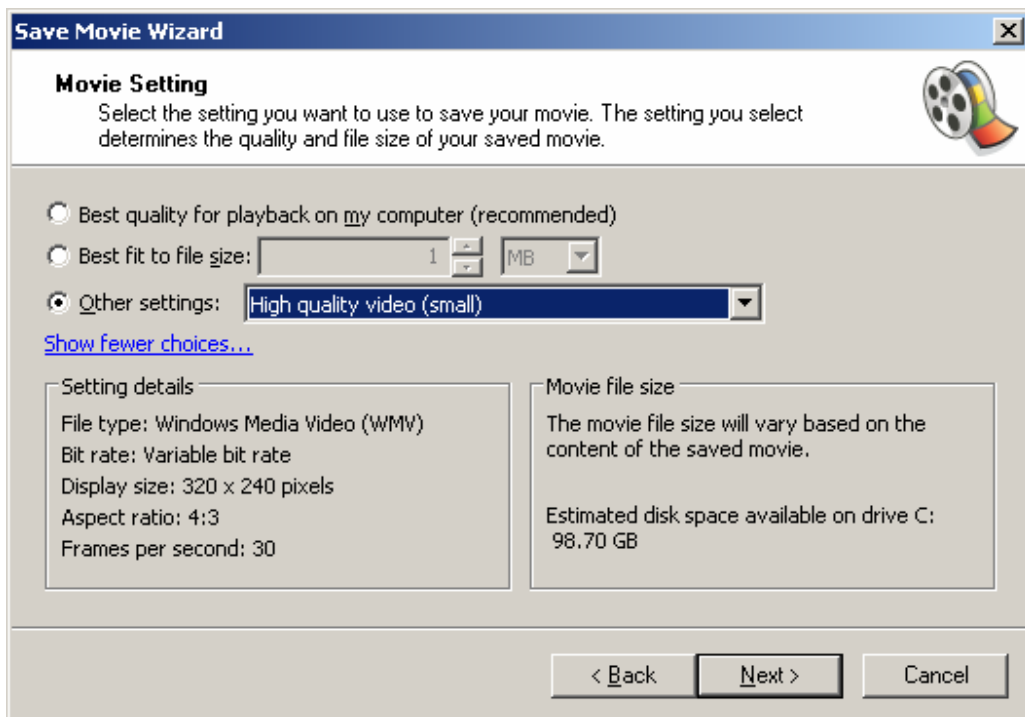 Save Movie Wizard
Movie Setting
Select the setting you want to use to save your movie. The setting you select
determines the quality and file size of your saved movie.
Best quality for playback on my computer (recommended)
Best fit to file size: 1 MB
Other settings: High quality video (small)
Show fewer choices...
Setting details
File type: Windows Media Video (WMV)
Bit rate: Variable bit rate
Display size: 320 x 240 pixels
Aspect ratio: 4:3
Frames per second: 30
Movie file size
The movie file size will vary based on the
content of the saved movie.
Estimated disk space available on drive C:
98.70 GB
< Back Next > Cancel